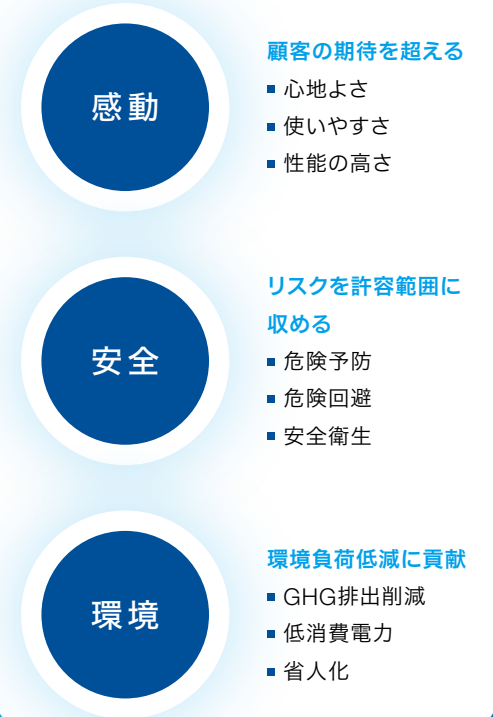 感動
顧客の期待を超える
心地よさ
使いやすさ
性能の高さ
安全
リスクを許容範囲に
収める
危険予防
危険回避
安全衛生
環境
環境負荷低減に貢献
GHG排出削減
低消費電力
省人化